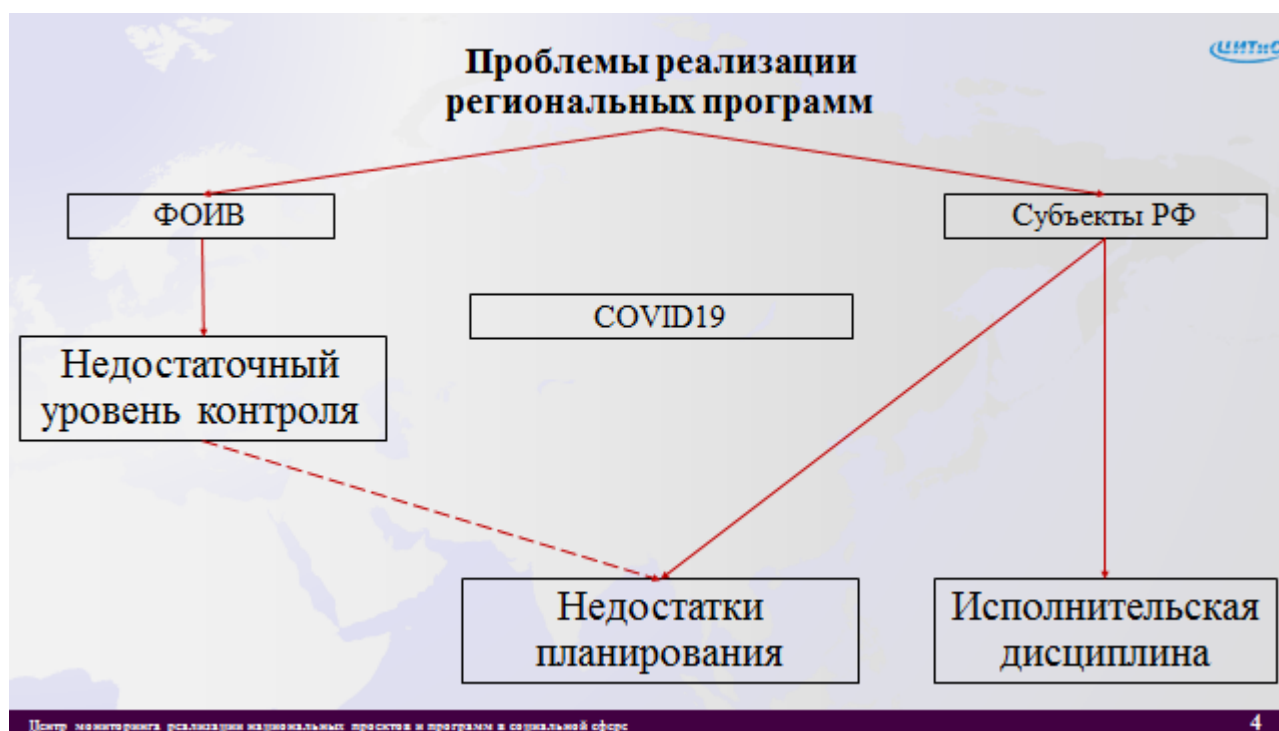 Проблемы реализации
региональных программ
ЦИТиС
ФОИВ
Субъекты РФ
COVID19
Недостаточный
уровень контроля
Недостатки
планирования
Исполнительская
дисциплина
Центр мониторинга реализации национальных проектов и программ в социальной сфере
4